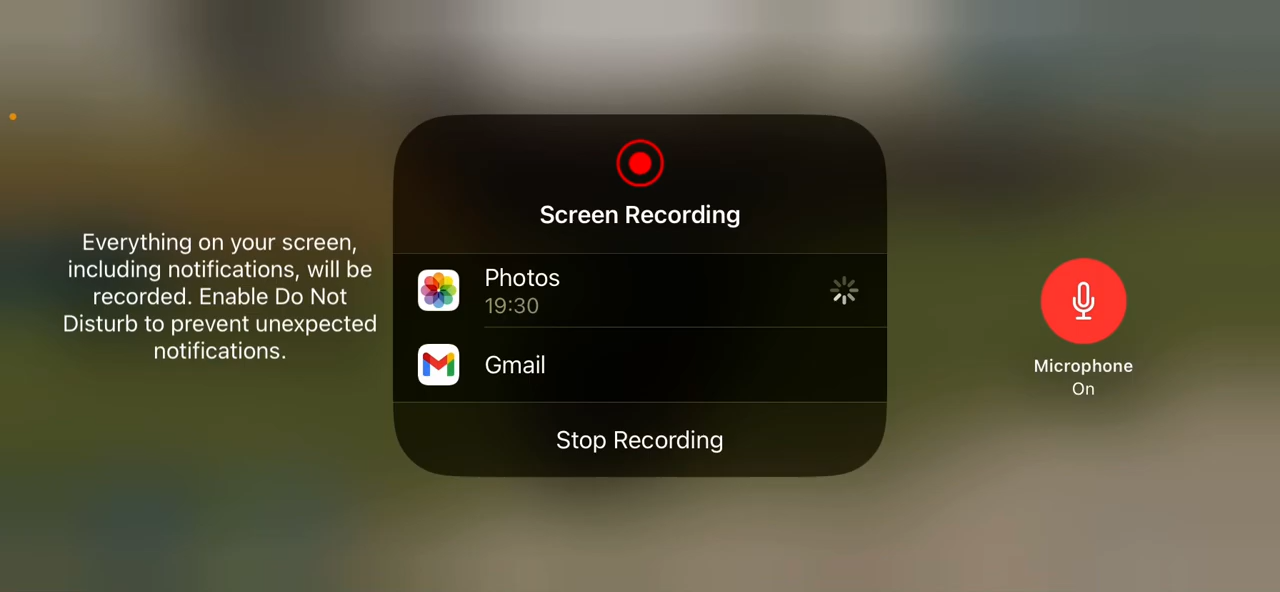 Everything on your screen,
including notifications, will be
recorded. Enable Do Not
Disturb to prevent unexpected
notifications.
Screen Recording
Photos
19:30
Gmail
Stop Recording
Microphone
On